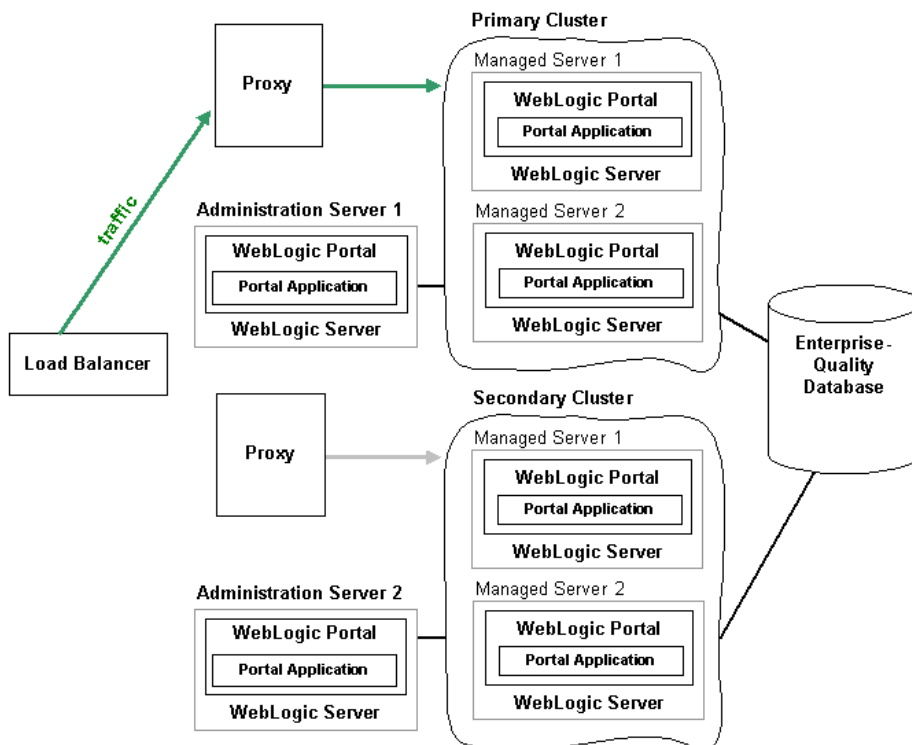 Primary Cluster
Managed Server 1
Proxy
WebLogic Portal
Portal Application
WebLogic Server
traffic
Administration Server 1
WebLogic Portal
Portal Application
WebLogic Server
Managed Server 2
WebLogic Portal
Portal Application
WebLogic Server
Load Balancer
Enterprise-
Quality
Database
Secondary Cluster
Managed Server 1
Proxy
WebLogic Portal
Portal Application
WebLogic Server
Administration Server 2
WebLogic Portal
Portal Application
WebLogic Server
Managed Server 2
WebLogic Portal
Portal Application
WebLogic Server